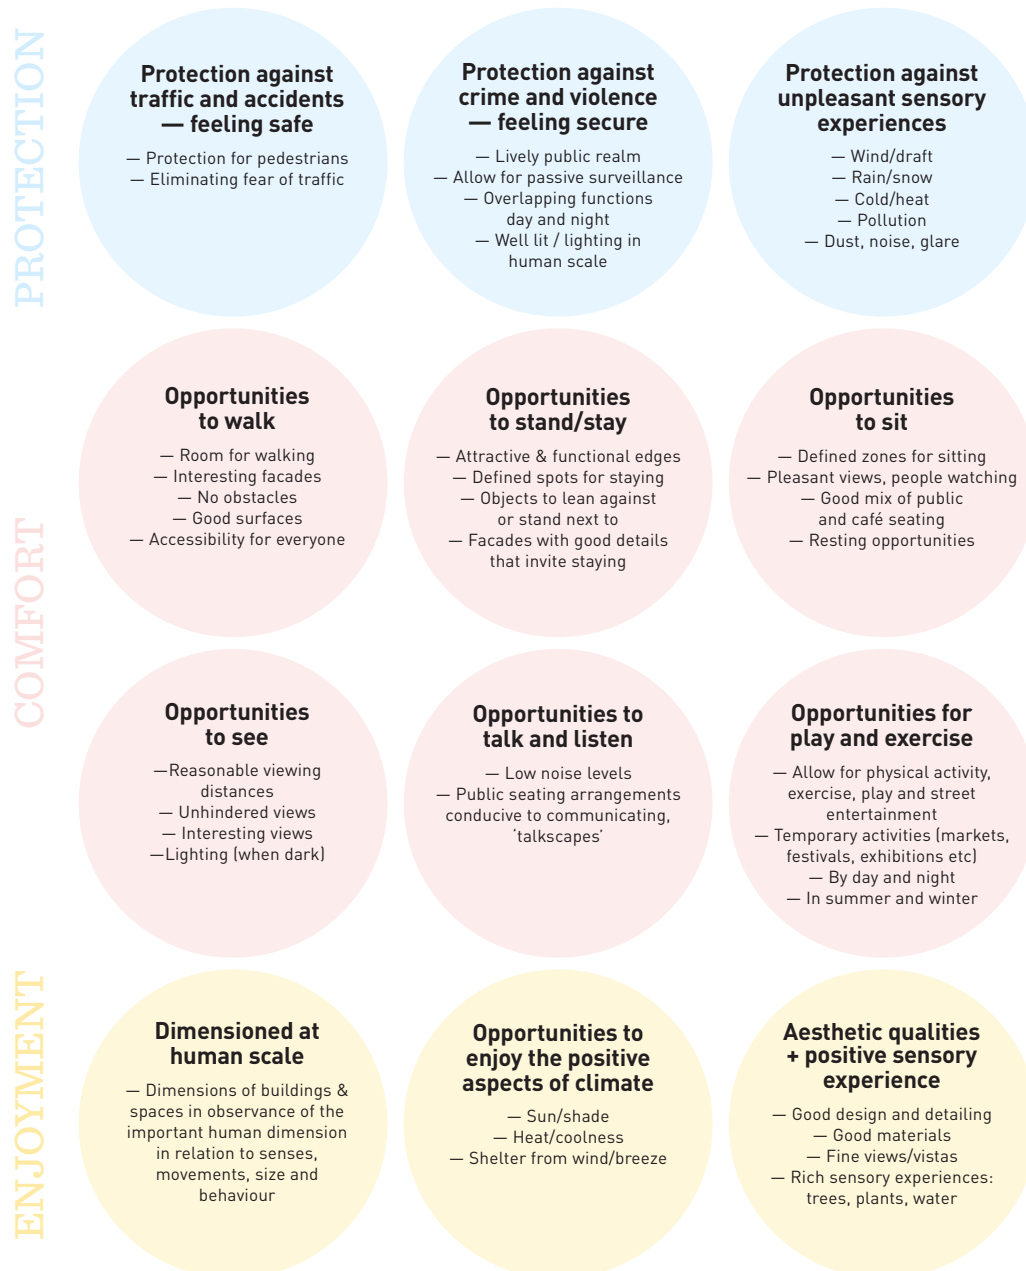 PROTECTION
Protection against
traffic and accidents
— feeling safe
— Protection for pedestrians
— Eliminating fear of traffic
Protection against
crime and violence
— feeling secure
— Lively public realm
— Allow for passive surveillance
— Overlapping functions
day and night
— Well lit / lighting in
human scale
Protection against
unpleasant sensory
experiences
— Wind/draft
— Rain/snow
— Cold/heat
— Pollution
— Dust, noise, glare
COMFORT
Opportunities
to walk
— Room for walking
— Interesting facades
— No obstacles
— Good surfaces
— Accessibility for everyone
Opportunities
to stand/stay
— Attractive & functional edges
— Defined spots for staying
— Objects to lean against
or stand next to
— Facades with good details
that invite staying
Opportunities
to sit
— Defined zones for sitting
— Pleasant views, people watching
— Good mix of public
and café seating
— Resting opportunities
Opportunities
to see
—Reasonable viewing
distances
— Unhindered views
— Interesting views
—Lighting (when dark)
Opportunities to
talk and listen
— Low noise levels
— Public seating arrangements
conducive to communicating,
‘talkscapes’
Opportunities for
play and exercise
— Allow for physical activity,
exercise, play and street
entertainment
— Temporary activities (markets,
festivals, exhibitions etc)
— By day and night
— In summer and winter
ENJOYMENT
Dimensioned at
human scale
— Dimensions of buildings &
spaces in observance of the
important human dimension
in relation to senses,
movements, size and
behaviour
Opportunities to
enjoy the positive
aspects of climate
— Sun/shade
— Heat/coolness
— Shelter from wind/breeze
Aesthetic qualities
+ positive sensory
experience
— Good design and detailing
— Good materials
— Fine views/vistas
— Rich sensory experiences:
trees, plants, water